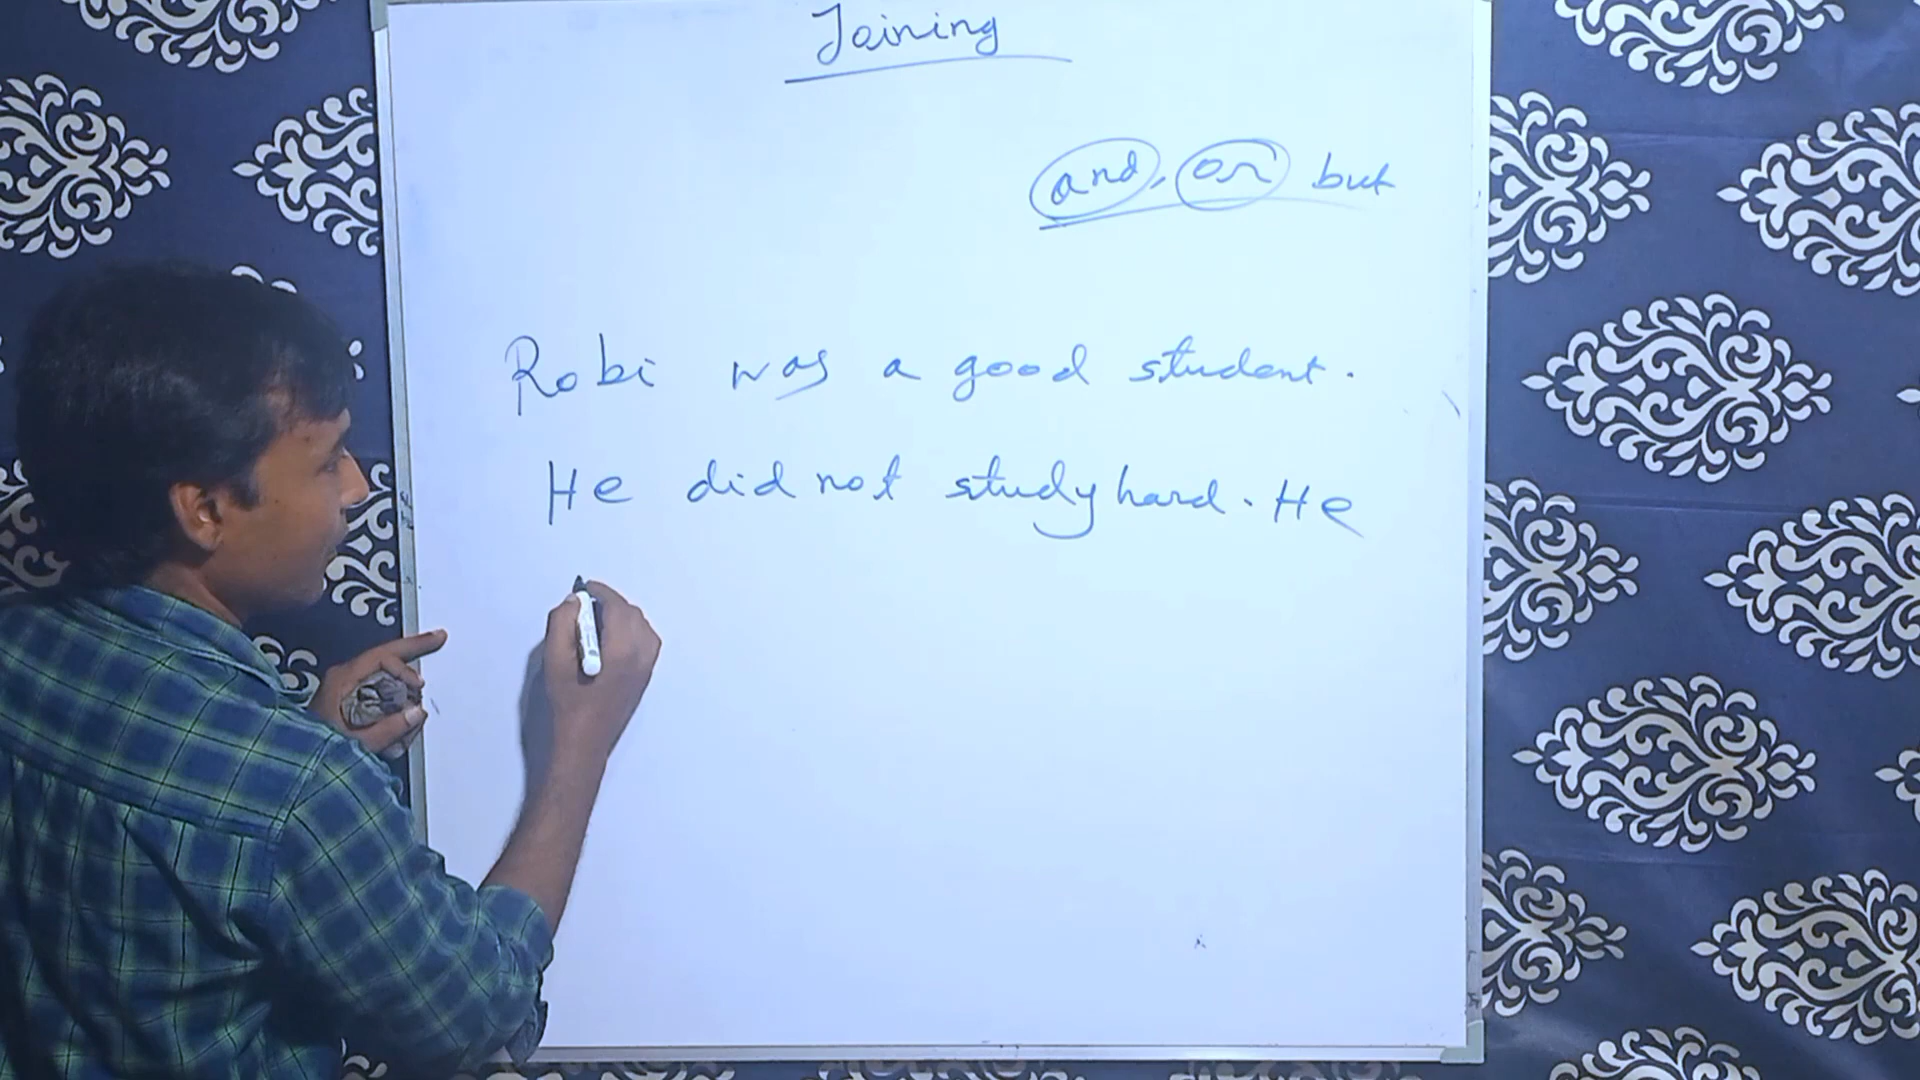 Joining
and, or but
Robi was a good student.
He did not study hard. He